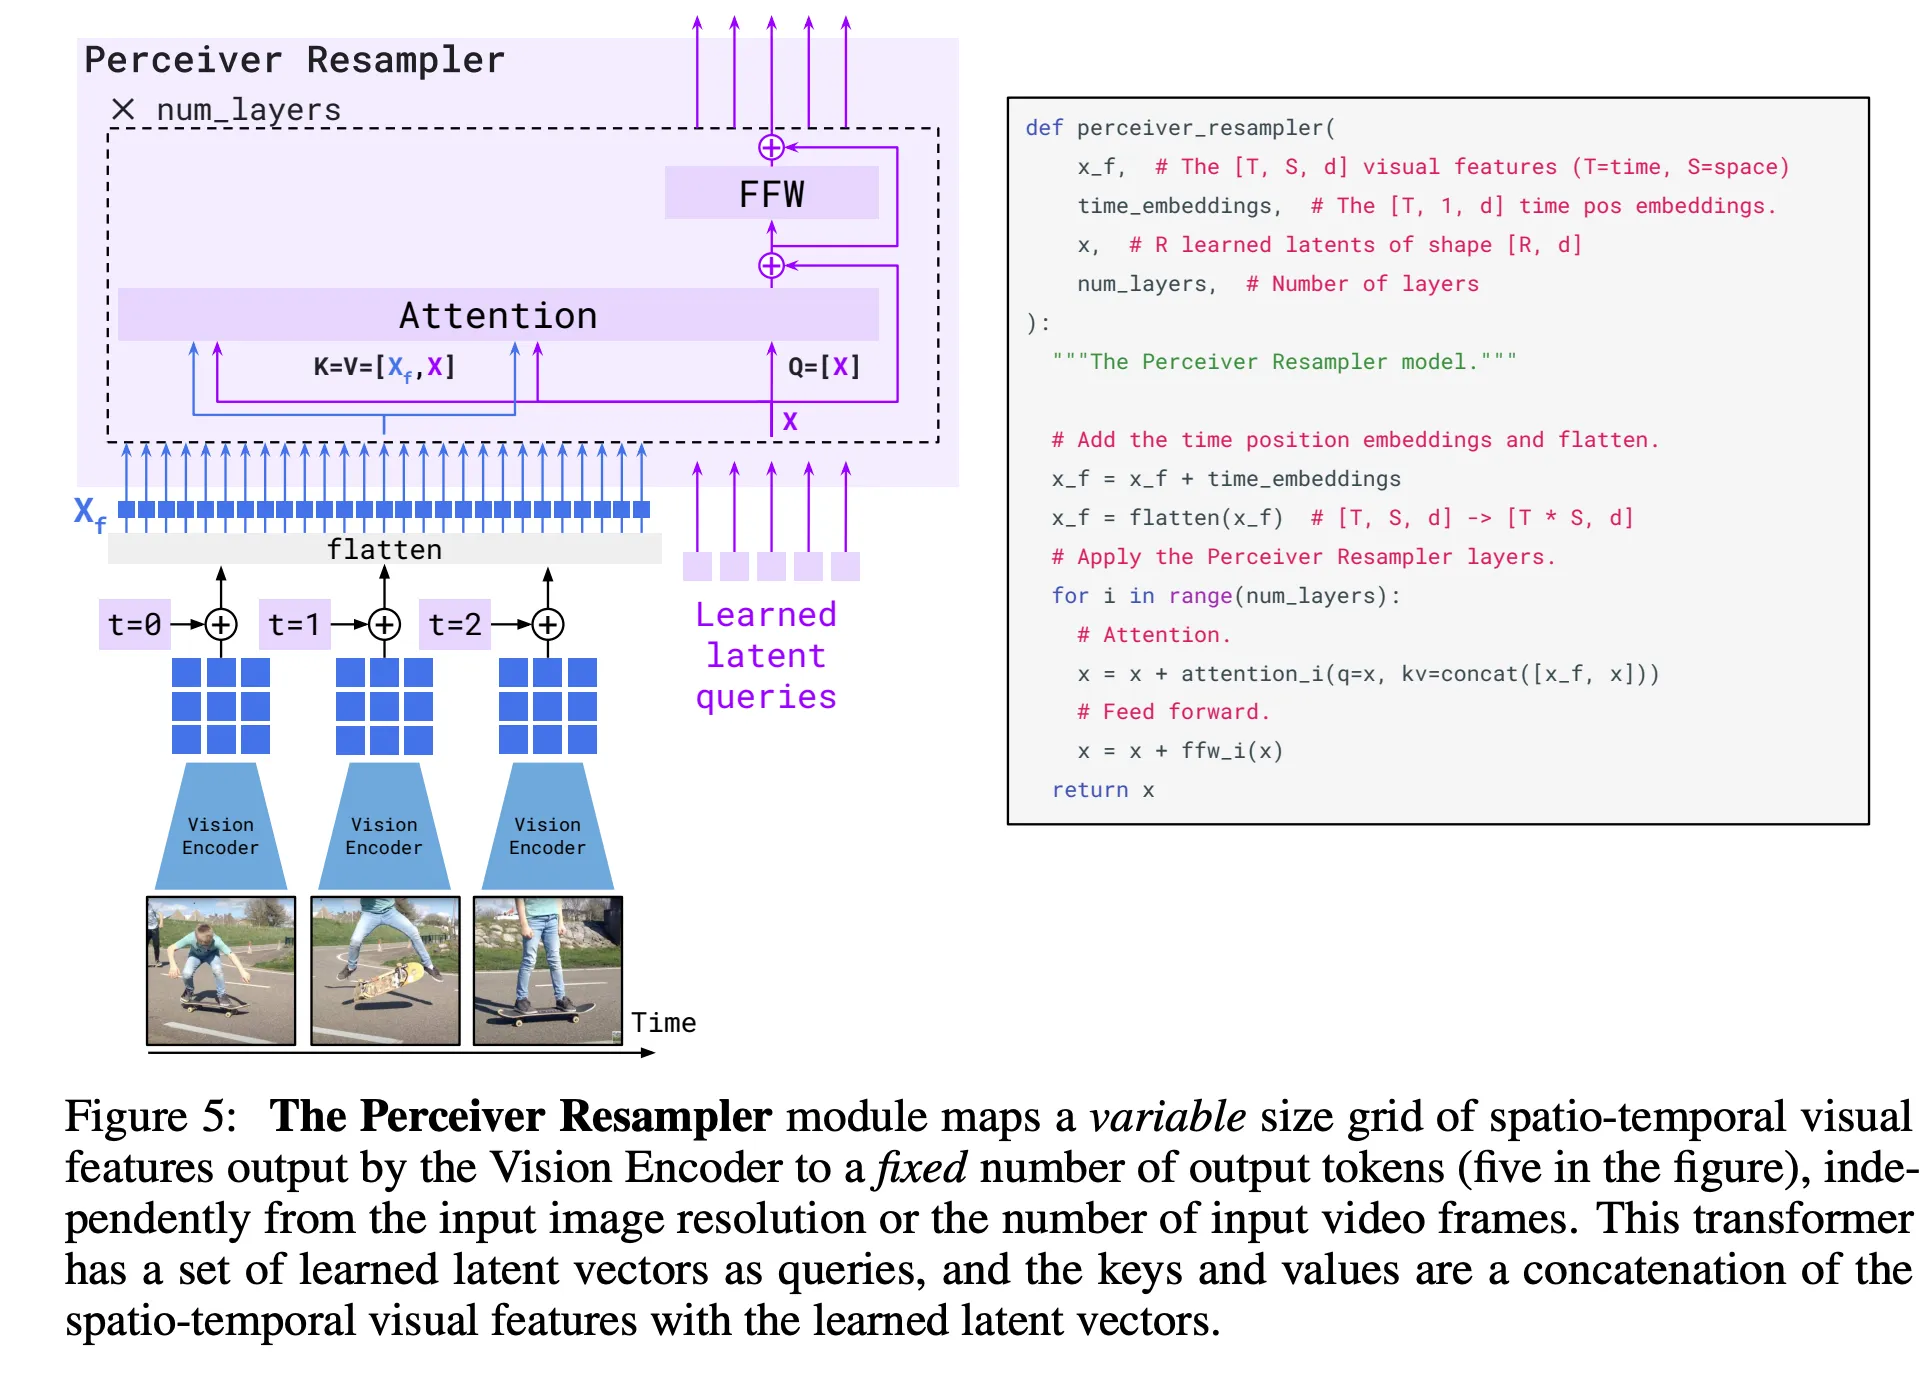 Perceiver Resampler
× num_layers
FFW
Attention
K=V=[Xf,X]
Q=[X]
X
Xf
flatten
t=0
t=1
t=2
Learned
latent
queries
Vision
Encoder
Vision
Encoder
Vision
Encoder
Time
def perceiver_resampler(
x_f,  # The [T, S, d] visual features (T=time, S=space)
time_embeddings,  # The [T, 1, d] time pos embeddings.
x,  # R learned latents of shape [R, d]
num_layers,  # Number of layers
):
"""The Perceiver Resampler model."""
# Add the time position embeddings and flatten.
x_f = x_f + time_embeddings
x_f = flatten(x_f)  # [T, S, d] -> [T * S, d]
# Apply the Perceiver Resampler layers.
for i in range(num_layers):
# Attention.
x = x + attention_i(q=x, kv=concat([x_f, x]))
# Feed forward.
x = x + ffw_i(x)
return x
Figure 5: The Perceiver Resampler module maps a variable size grid of spatio-temporal visual
features output by the Vision Encoder to a fixed number of output tokens (five in the figure), inde-
pendently from the input image resolution or the number of input video frames. This transformer
has a set of learned latent vectors as queries, and the keys and values are a concatenation of the
spatio-temporal visual features with the learned latent vectors.